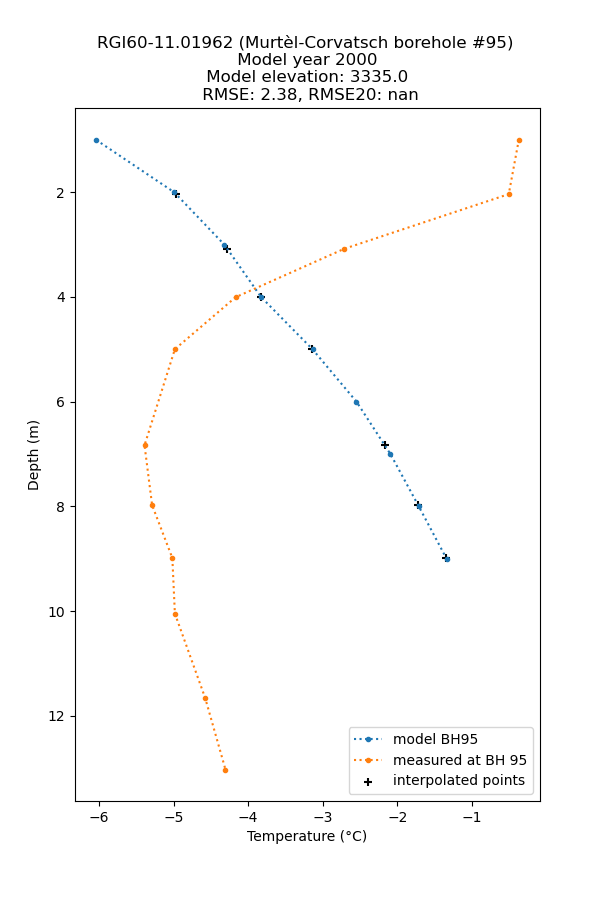 RGI60-11.01962 (Murtèl-Corvatsch borehole #95)
Model year 2000
Model elevation: 3335.0
RMSE: 2.38, RMSE20: nan
Depth (m)
2
4
6
8
10
12
model BH95
measured at BH 95
interpolated points
−6 −5 −4 −3 −2 −1
Temperature (°C)